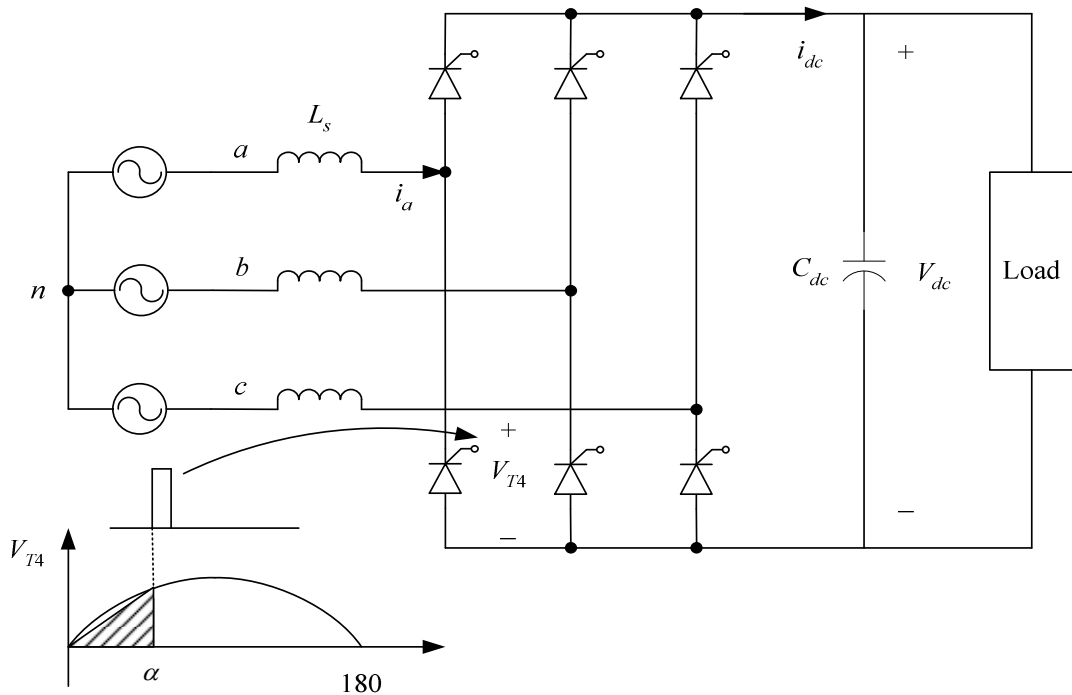 i_dc
+
L_s
a
i_a
C_dc
V_dc
Load
b
n
c
+
V_T4
−
−
V_T4
α
180